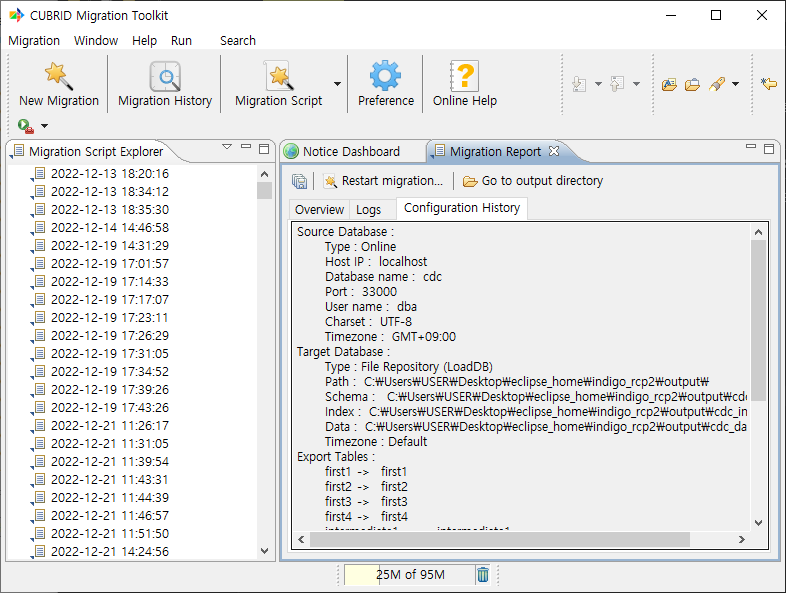 CUBRID Migration Toolkit
Migration Window Help Run Search
New Migration Migration History Migration Script Preference Online Help
Migration Script Explorer
2022-12-13 18:20:16
2022-12-13 18:34:12
2022-12-13 18:35:30
2022-12-14 14:46:58
2022-12-19 14:31:29
2022-12-19 17:01:57
2022-12-19 17:14:33
2022-12-19 17:17:07
2022-12-19 17:23:11
2022-12-19 17:26:29
2022-12-19 17:31:05
2022-12-19 17:34:52
2022-12-19 17:39:26
2022-12-19 17:43:26
2022-12-21 11:26:17
2022-12-21 11:31:05
2022-12-21 11:39:54
2022-12-21 11:43:31
2022-12-21 11:44:39
2022-12-21 11:46:57
2022-12-21 11:51:50
2022-12-21 14:24:56
Notice Dashboard Migration Report
Restart migration... Go to output directory
Overview Logs Configuration History
Source Database :
Type : Online
Host IP : localhost
Database name : cdc
Port : 33000
User name : dba
Charset : UTF-8
Timezone : GMT+09:00
Target Database :
Type : File Repository (LoadDB)
Path : C:₩Users₩USER₩Desktop₩eclipse_home₩indigo_rcp2₩output₩
Schema : C:₩Users₩USER₩Desktop₩eclipse_home₩indigo_rcp2₩output₩cdc
Index : C:₩Users₩USER₩Desktop₩eclipse_home₩indigo_rcp2₩output₩cdc_in
Data : C:₩Users₩USER₩Desktop₩eclipse_home₩indigo_rcp2₩output₩cdc_da
Timezone : Default
Export Tables :
first1 -> first1
first2 -> first2
first3 -> first3
first4 -> first4
25M of 95M